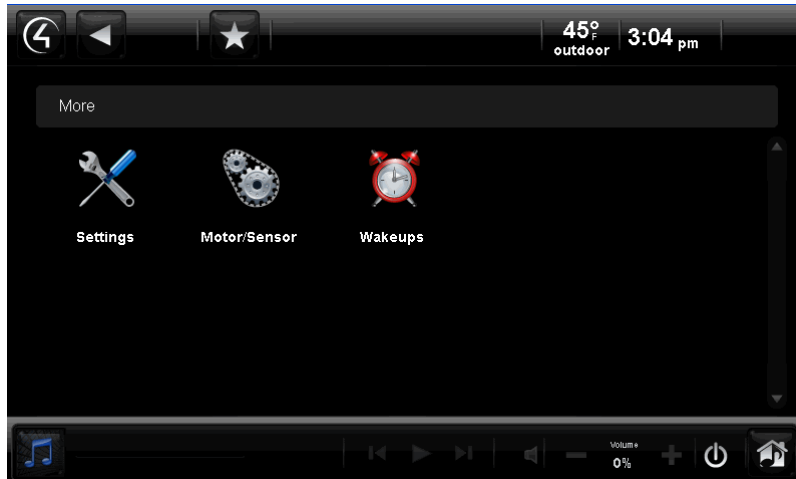 45°F
outdoor
3:04 pm
More
Settings
Motor/Sensor
Wakeups
Volume
0%